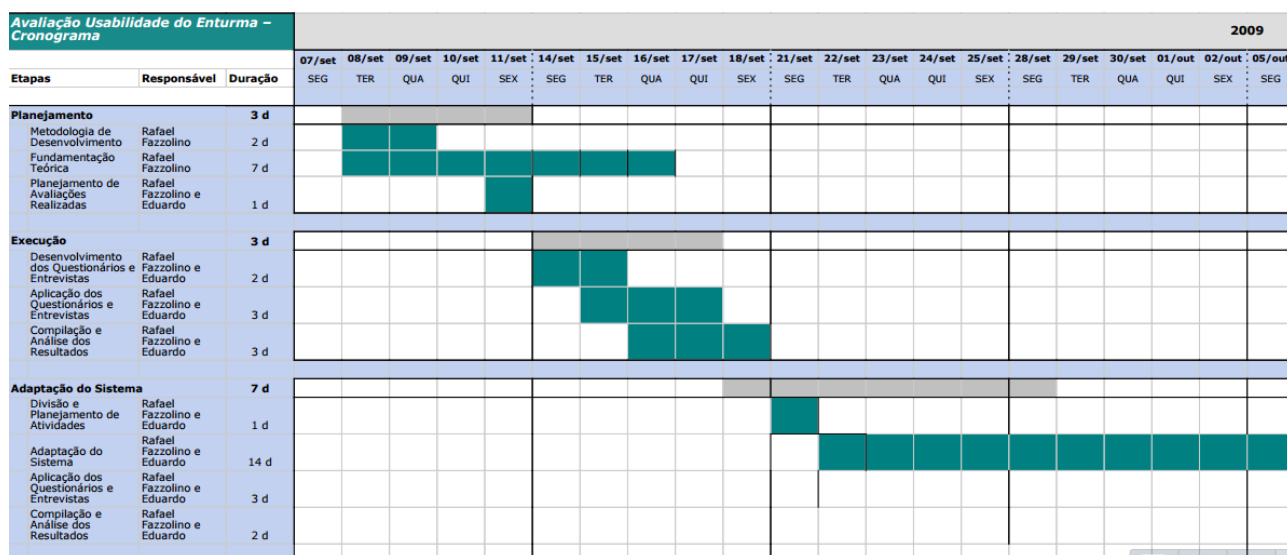 Avaliação Usabilidade do Enturma –
Cronograma
2009
07/set 08/set 09/set 10/set 11/set 14/set 15/set 16/set 17/set 18/set 21/set 22/set 23/set 24/set 25/set 28/set 29/set 30/set 01/out 02/out 05/out
Etapas Responsável Duração SEG TER QUA QUI SEX SEG TER QUA QUI SEX SEG TER QUA QUI SEX SEG TER QUA QUI SEX SEG
Planejamento 3 d
Metodologia de Rafael
Desenvolvimento Fazzolino 2 d
Fundamentação Rafael
Teórica Fazzolino 7 d
Planejamento de Rafael
Avaliações Fazzolino e
Realizadas Eduardo 1 d
Execução 3 d
Desenvolvimento Rafael
dos Questionários e Fazzolino e
Entrevistas Eduardo 2 d
Aplicação dos Rafael
Questionários e Fazzolino e
Entrevistas Eduardo 3 d
Compilação e Rafael
Análise dos Fazzolino e
Resultados Eduardo 3 d
Adaptação do Sistema 7 d
Divisão e Rafael
Planejamento de Fazzolino e
Atividades Eduardo 1 d
Rafael
Adaptação do Fazzolino e
Sistema Eduardo 14 d
Aplicação dos Rafael
Questionários e Fazzolino e
Entrevistas Eduardo 3 d
Compilação e Rafael
Análise dos Fazzolino e
Resultados Eduardo 2 d